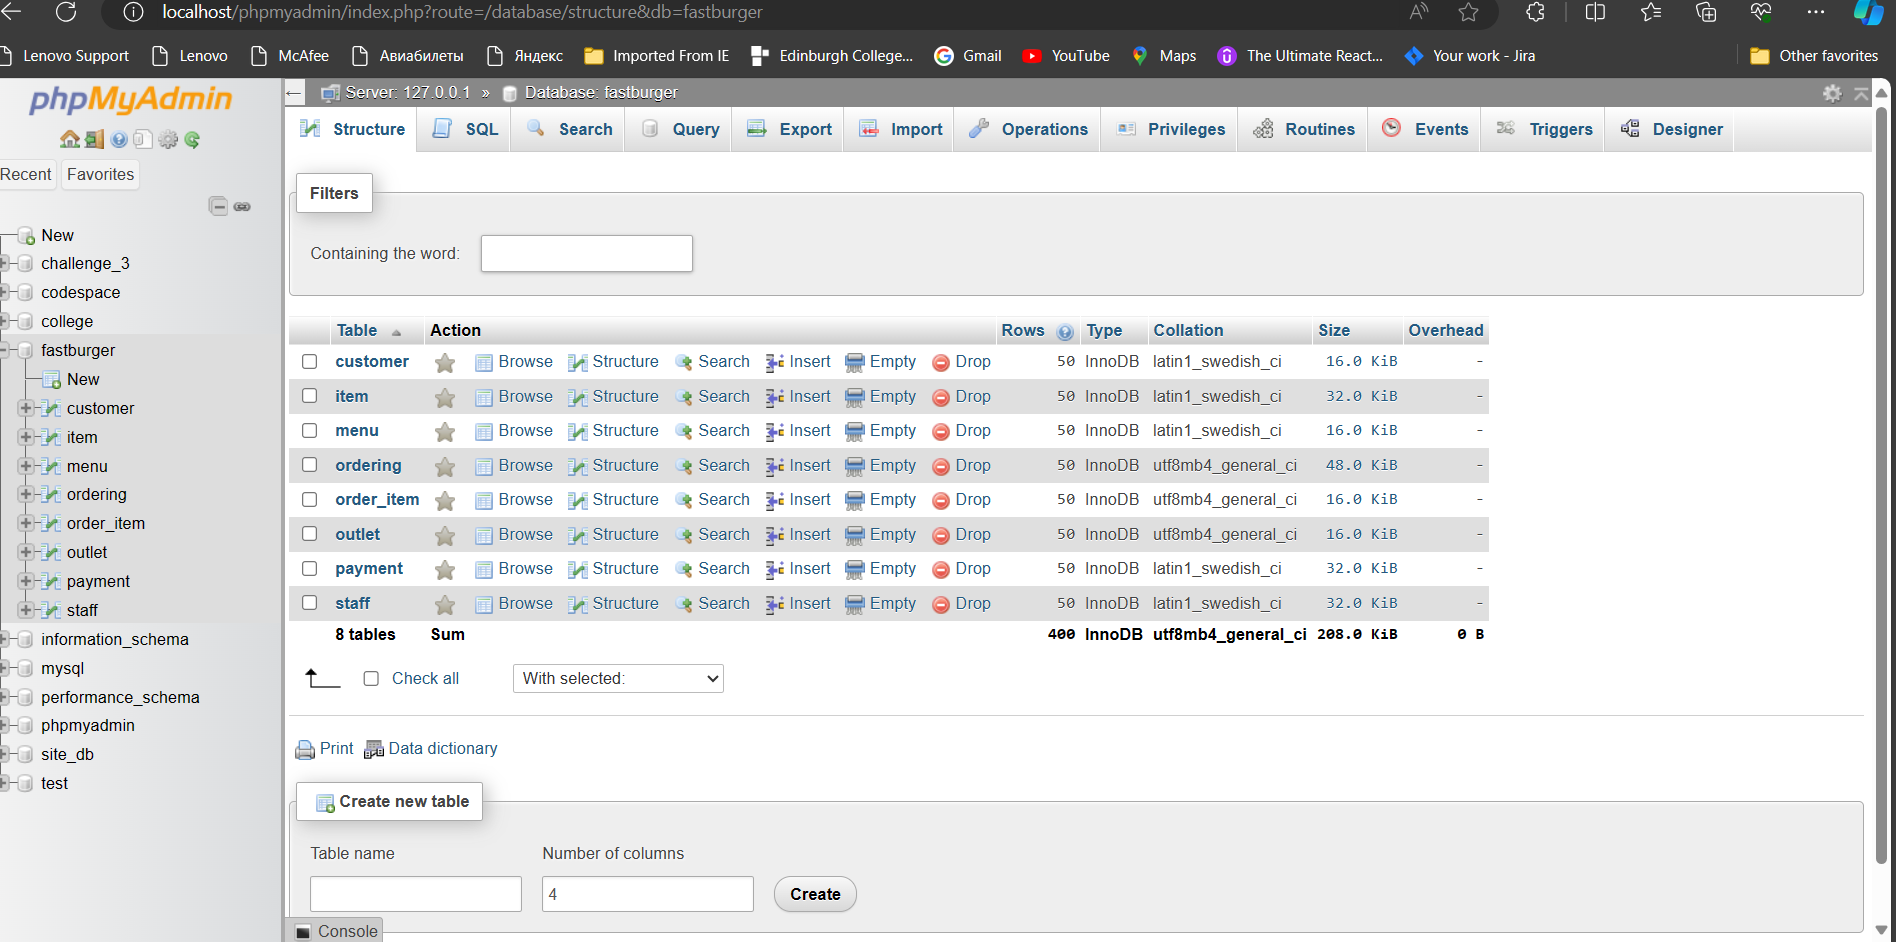 localhost/phpmyadmin/index.php?route=/database/structure&db=fastburger
Lenovo Support Lenovo McAfee Авиабилеты Яндекс Imported From IE Edinburgh College... Gmail YouTube Maps The Ultimate React... Your work - Jira Other favorites
phpMyAdmin
Recent Favorites
New
challenge_3
codespace
college
fastburger
New
customer
item
menu
ordering
order_item
outlet
payment
staff
information_schema
mysql
performance_schema
phpmyadmin
site_db
test
Server: 127.0.0.1 » Database: fastburger
Structure SQL Search Query Export Import Operations Privileges Routines Events Triggers Designer
Filters
Containing the word:
Table Action Rows Type Collation Size Overhead
customer Browse Structure Search Insert Empty Drop 50 InnoDB latin1_swedish_ci 16.0 KiB -
item Browse Structure Search Insert Empty Drop 50 InnoDB latin1_swedish_ci 32.0 KiB -
menu Browse Structure Search Insert Empty Drop 50 InnoDB latin1_swedish_ci 16.0 KiB -
ordering Browse Structure Search Insert Empty Drop 50 InnoDB utf8mb4_general_ci 48.0 KiB -
order_item Browse Structure Search Insert Empty Drop 50 InnoDB utf8mb4_general_ci 16.0 KiB -
outlet Browse Structure Search Insert Empty Drop 50 InnoDB utf8mb4_general_ci 16.0 KiB -
payment Browse Structure Search Insert Empty Drop 50 InnoDB latin1_swedish_ci 32.0 KiB -
staff Browse Structure Search Insert Empty Drop 50 InnoDB latin1_swedish_ci 32.0 KiB -
8 tables Sum 400 InnoDB utf8mb4_general_ci 208.0 KiB 0 B
Check all With selected:
Print Data dictionary
Create new table
Table name Number of columns
4 Create
Console